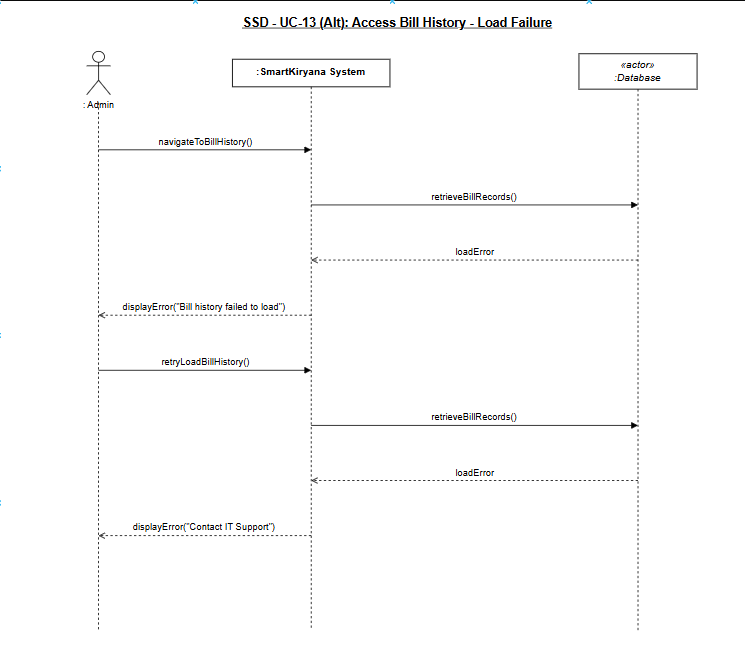 SSD - UC-13 (Alt): Access Bill History - Load Failure
: Admin
:SmartKiryana System
«actor»
:Database
navigateToBillHistory()
retrieveBillRecords()
loadError
displayError("Bill history failed to load")
retryLoadBillHistory()
retrieveBillRecords()
loadError
displayError("Contact IT Support")